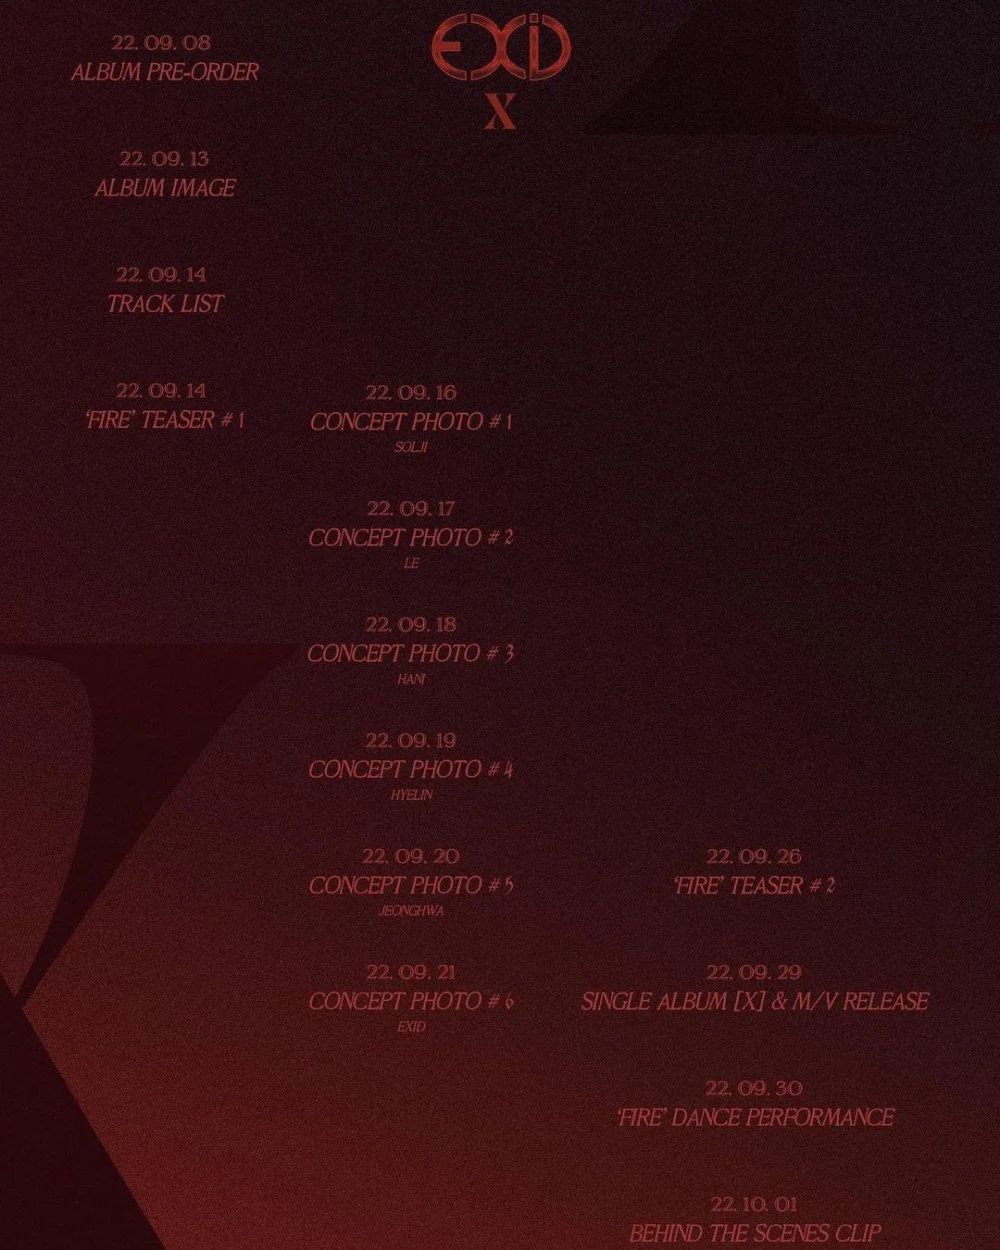 EXiD
X
22. 09. 08
ALBUM PRE-ORDER
22. 09. 13
ALBUM IMAGE
22. 09. 14
TRACK LIST
22. 09. 14
‘FIRE’ TEASER # 1
22. 09. 16
CONCEPT PHOTO # 1
SOLJI
22. 09. 17
CONCEPT PHOTO # 2
LE
22. 09. 18
CONCEPT PHOTO # 3
HANI
22. 09. 19
CONCEPT PHOTO # 4
HYELIN
22. 09. 20
CONCEPT PHOTO # 5
JEONGHWA
22. 09. 21
CONCEPT PHOTO # 6
EXID
22. 09. 26
‘FIRE’ TEASER # 2
22. 09. 29
SINGLE ALBUM [X] & M/V RELEASE
22. 09. 30
‘FIRE’ DANCE PERFORMANCE
22. 10. 01
BEHIND THE SCENES CLIP